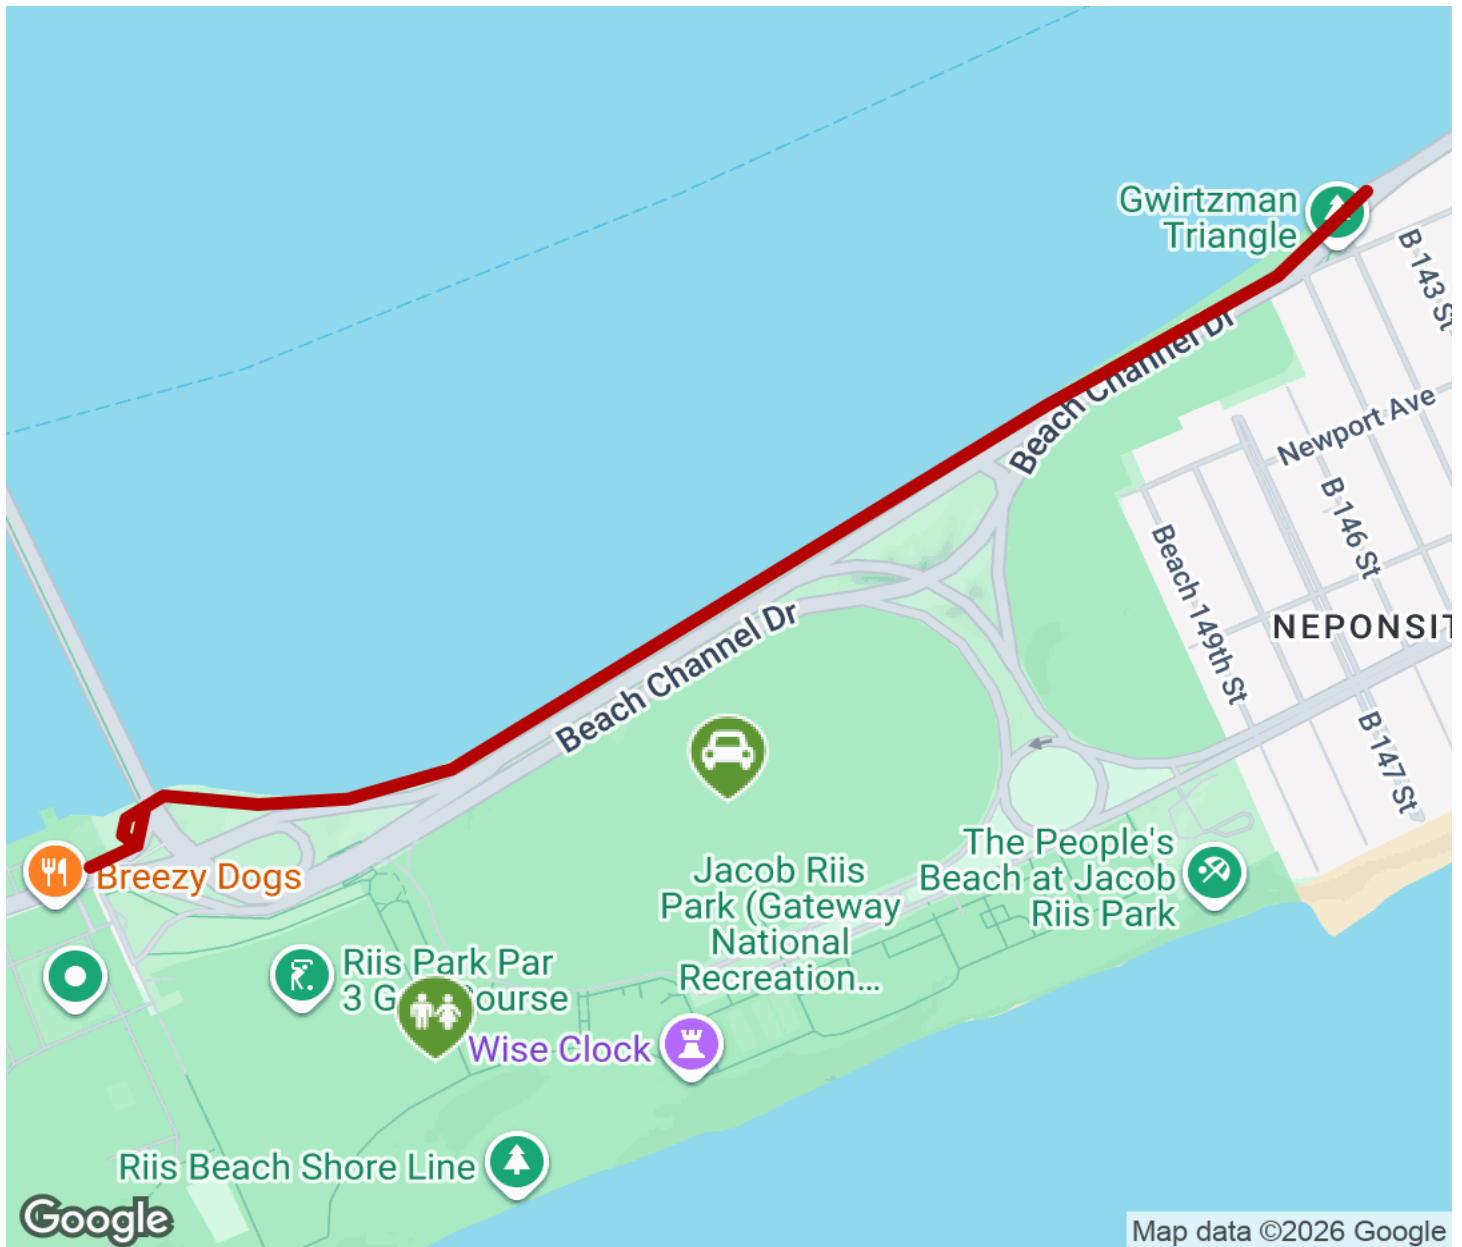 Gwirtzman
Triangle
B 143 St
Beach Channel Dr
Newport Ave
B 146 St
Beach 149th St
NEPONSIT
Beach Channel Dr
B 147 St
The People's
Beach at Jacob
Riis Park
Breezy Dogs
Jacob Riis
Park (Gateway
National
Recreation...
Riis Park Par
3 G ourse
Wise Clock
Riis Beach Shore Line
Google
Map data ©2026 Google